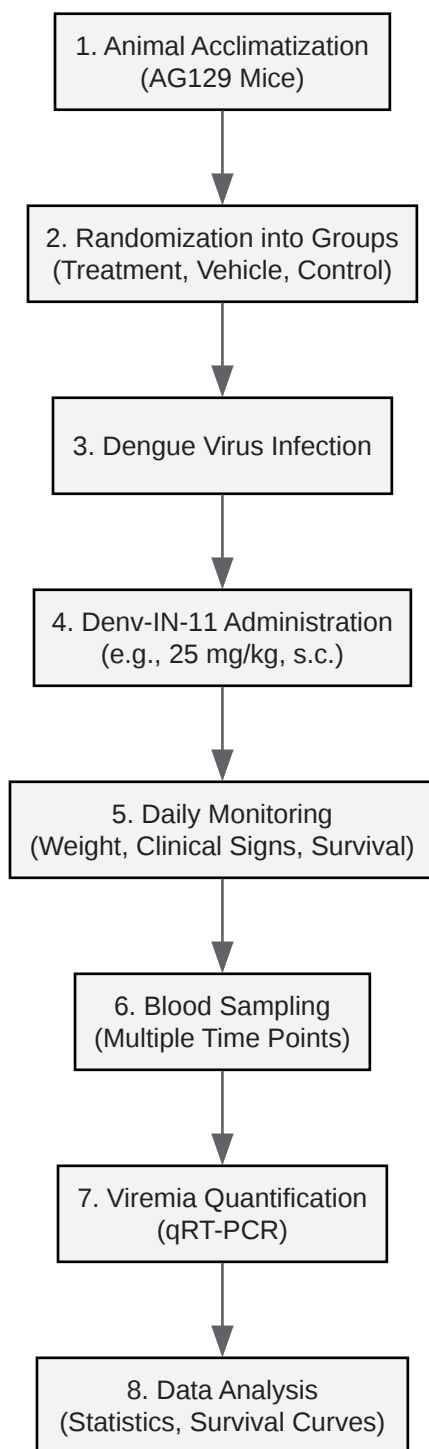 1. Animal Acclimatization
(AG129 Mice)
2. Randomization into Groups
(Treatment, Vehicle, Control)
3. Dengue Virus Infection
4. Denv-IN-11 Administration
(e.g., 25 mg/kg, s.c.)
5. Daily Monitoring
(Weight, Clinical Signs, Survival)
6. Blood Sampling
(Multiple Time Points)
7. Viremia Quantification
(qRT-PCR)
8. Data Analysis
(Statistics, Survival Curves)